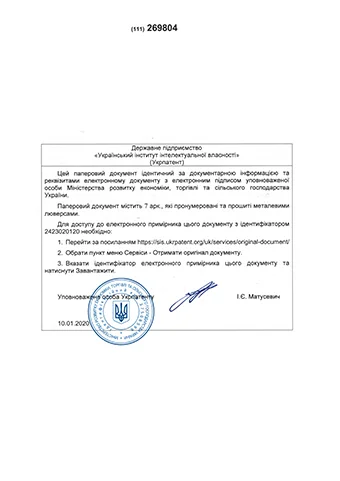 (111) 269804
Державне підприємство
«Український інститут інтелектуальної власності»
(Укрпатент)
Цей паперовий документ ідентичний за документарною інформацією та
реквізитами електронному документу з електронним підписом уповноваженої
особи Міністерства розвитку економіки, торгівлі та сільського господарства
України.
Паперовий документ містить 7 арк., які пронумеровані та прошиті металевими
люверсами.
Для доступу до електронного примірника цього документу з ідентифікатором
2423020120 необхідно:
1. Перейти за посиланням https://sis.ukrpatent.org/uk/services/original-document/
2. Обрати пункт меню Сервіси - Отримати оригінал документу.
3. Вказати ідентифікатор електронного примірника цього документу та
натиснути Завантажити.
Уповноважена особа Укрпатенту І.Є. Матусевич
10.01.2020